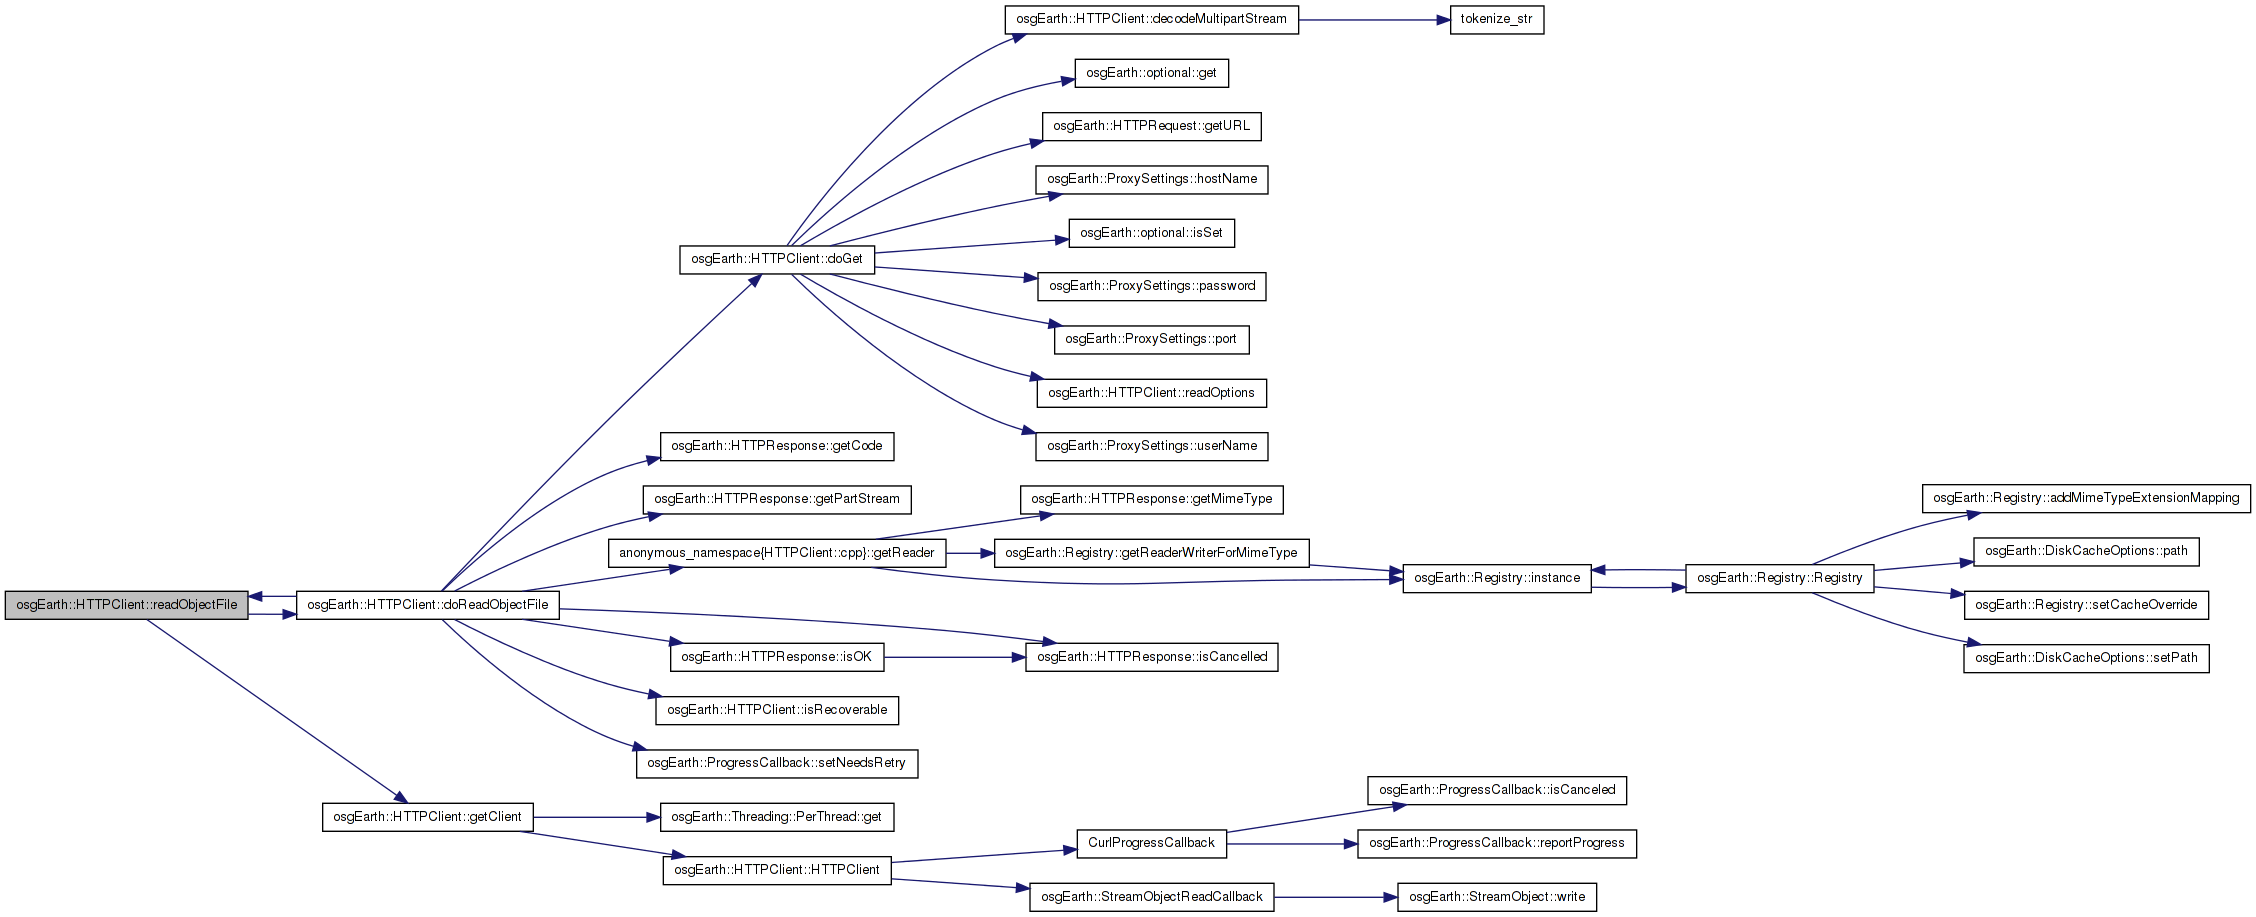 osgEarth::HTTPClient::decodeMultipartStream
tokenize_str
osgEarth::optional::get
osgEarth::HTTPRequest::getURL
osgEarth::ProxySettings::hostName
osgEarth::optional::isSet
osgEarth::HTTPClient::doGet
osgEarth::ProxySettings::password
osgEarth::ProxySettings::port
osgEarth::HTTPClient::readOptions
osgEarth::HTTPResponse::getCode
osgEarth::ProxySettings::userName
osgEarth::HTTPResponse::getPartStream
osgEarth::HTTPResponse::getMimeType
osgEarth::Registry::addMimeTypeExtensionMapping
anonymous_namespace{HTTPClient::cpp}::getReader
osgEarth::Registry::getReaderWriterForMimeType
osgEarth::DiskCacheOptions::path
osgEarth::Registry::instance
osgEarth::Registry::Registry
osgEarth::HTTPClient::readObjectFile
osgEarth::HTTPClient::doReadObjectFile
osgEarth::Registry::setCacheOverride
osgEarth::HTTPResponse::isOK
osgEarth::HTTPResponse::isCancelled
osgEarth::DiskCacheOptions::setPath
osgEarth::HTTPClient::isRecoverable
osgEarth::ProgressCallback::setNeedsRetry
osgEarth::ProgressCallback::isCanceled
osgEarth::HTTPClient::getClient
osgEarth::Threading::PerThread::get
CurlProgressCallback
osgEarth::ProgressCallback::reportProgress
osgEarth::HTTPClient::HTTPClient
osgEarth::StreamObjectReadCallback
osgEarth::StreamObject::write